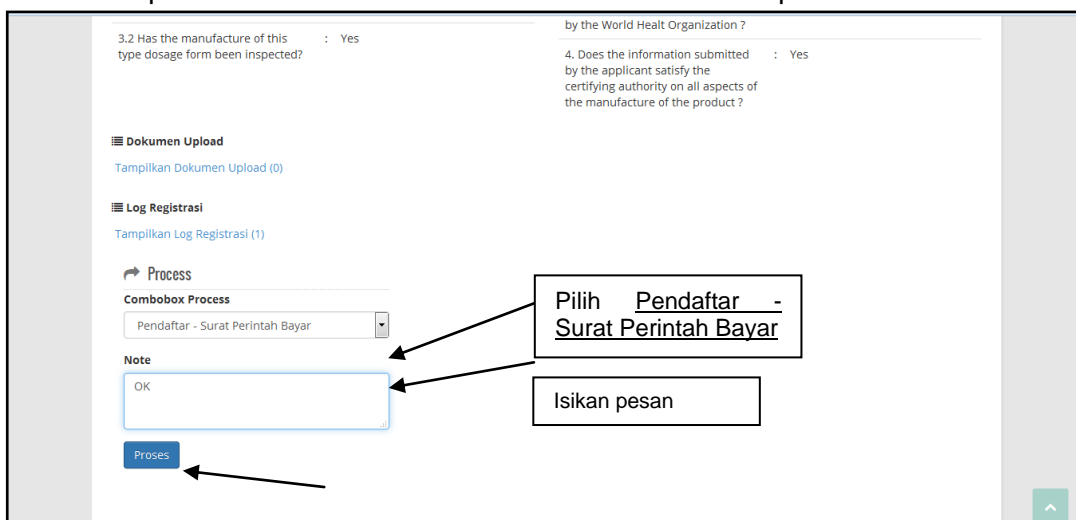 by the World Healt Organization ?
3.2 Has the manufacture of this : Yes
type dosage form been inspected?
4. Does the information submitted : Yes
by the applicant satisfy the
certifying authority on all aspects of
the manufacture of the product ?
Dokumen Upload
Tampilkan Dokumen Upload (0)
Log Registrasi
Tampilkan Log Registrasi (1)
Process
Combobox Process
Pendaftar - Surat Perintah Bayar
Note
OK
Proses
Pilih Pendaftar -
Surat Perintah Bayar
Isikan pesan